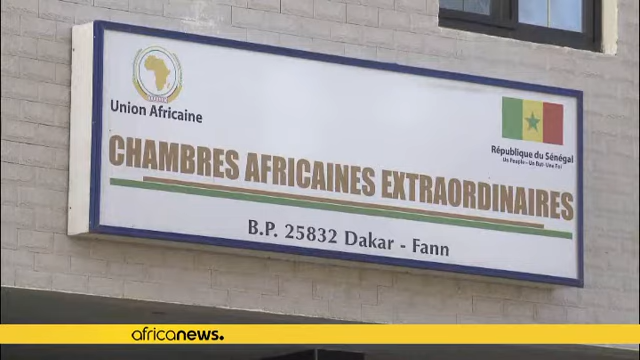 Union Africaine
République du Sénégal
Un Peuple - Un But - Une Foi
CHAMBRES AFRICAINES EXTRAORDINAIRES
B.P. 25832 Dakar - Fann
africanews.